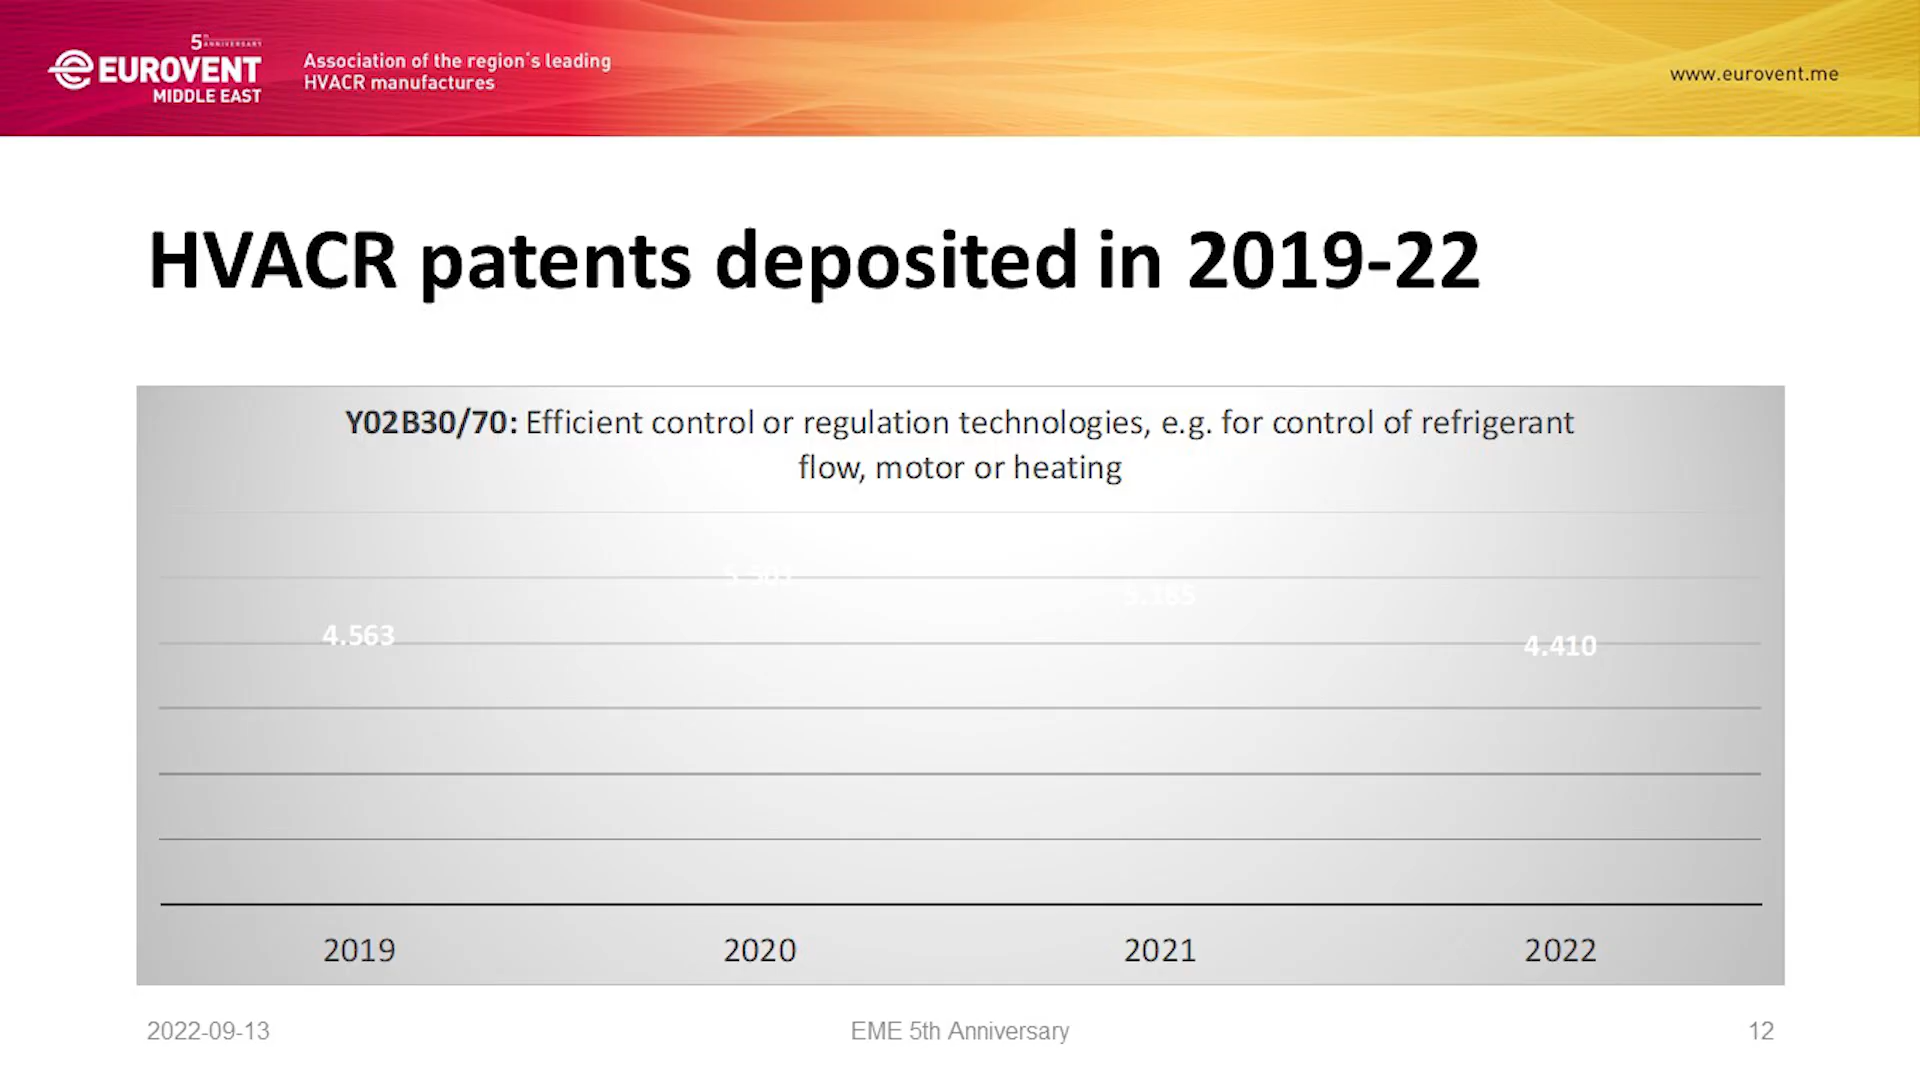 5th ANNIVERSARY
EUROVENT
MIDDLE EAST
Association of the region's leading
HVACR manufactures
www.eurovent.me
HVACR patents deposited in 2019-22
Y02B30/70: Efficient control or regulation technologies, e.g. for control of refrigerant
flow, motor or heating
5.185
4.563
4.410
2019 2020 2021 2022
2022-09-13 EME 5th Anniversary 12